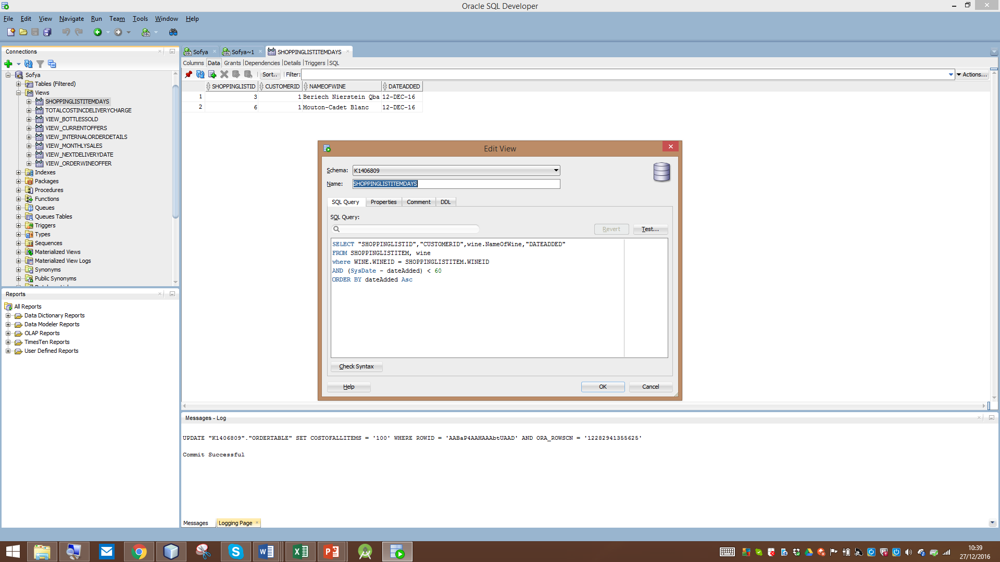 Oracle SQL Developer
File Edit View Navigate Run Team Tools Window Help
Connections
Sofya
Tables (Filtered)
Views
SHOPPINGLISTITEMDAYS
TOTALCOSTINCDELIVERYCHARGE
VIEW_BOTTLESSOLD
VIEW_CURRENTOFFERS
VIEW_INTERNALORDERDETAILS
VIEW_MONTHLYSALES
VIEW_NEXTDELIVERYDATE
VIEW_ORDERWINEOFFER
Indexes
Packages
Procedures
Functions
Queues
Queues Tables
Triggers
Types
Sequences
Materialized Views
Materialized View Logs
Synonyms
Public Synonyms
Reports
All Reports
Data Dictionary Reports
Data Modeler Reports
OLAP Reports
TimesTen Reports
User Defined Reports
Sofya Sofya~1 SHOPPINGLISTITEMDAYS
Columns Data Grants Dependencies Details Triggers SQL
Sort.. Filter: Actions...
SHOPPINGLISTID CUSTOMERID NAMEOFWINE DATEADDED
1 3 1 Beriech Nierstein Qba 12-DEC-16
2 6 1 Mouton-Cadet Blanc 12-DEC-16
Edit View
Schema: K1406809
Name: SHOPPINGLISTITEMDAYS
SQL Query Properties Comment DDL
SQL Query:
Revert Test...
SELECT "SHOPPINGLISTID","CUSTOMERID",wine.NameOfWine,"DATEADDED"
FROM SHOPPINGLISTITEM, wine
where WINE.WINEID = SHOPPINGLISTITEM.WINEID
AND (SysDate - dateAdded) < 60
ORDER BY dateAdded Asc
Check Syntax
Help OK Cancel
Messages - Log
UPDATE "K1406809"."ORDERTABLE" SET COSTOFALLITEMS = '100' WHERE ROWID = 'AABaP4AAHAAAbtUAAD' AND ORA_ROWSCN = '12282941355625'
Commit Successful
Messages Logging Page
10:39
27/12/2016